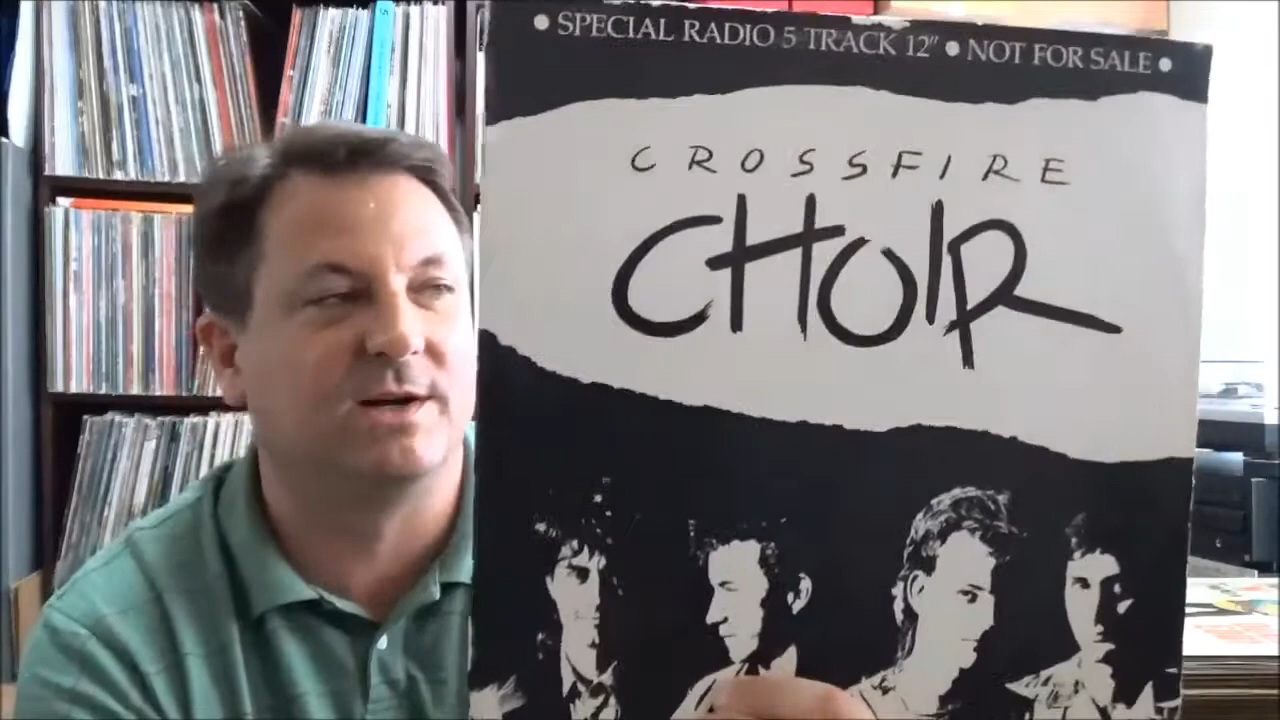 ● SPECIAL RADIO 5 TRACK 12" ● NOT FOR SALE ●
CROSSFIRE
CHOIR